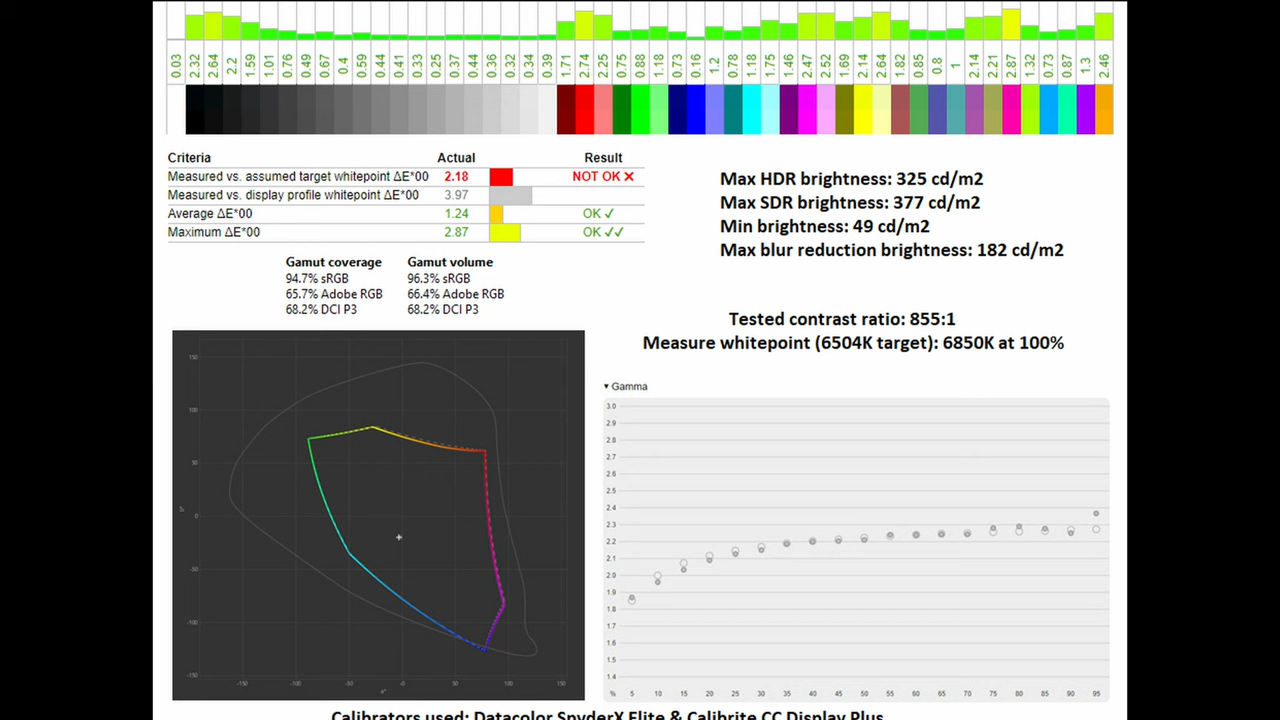 0.03 2.32 2.64 2.2 1.59 1.01 0.76 0.49 0.67 0.4 0.59 0.44 0.41 0.33 0.25 0.37 0.44 0.36 0.32 0.34 0.39 1.71 2.74 2.25 0.75 0.88 1.18 0.73 0.16 1.2 0.78 1.18 1.75 1.46 2.47 2.52 1.69 2.14 2.64 1.82 0.85 0.8 1 2.14 2.21 2.87 1.32 0.73 0.87 1.3 2.46
Criteria Actual Result
Measured vs. assumed target whitepoint ΔE*00 2.18 NOT OK ✕
Measured vs. display profile whitepoint ΔE*00 3.97
Average ΔE*00 1.24 OK ✓
Maximum ΔE*00 2.87 OK ✓✓
Gamut coverage Gamut volume
94.7% sRGB 96.3% sRGB
65.7% Adobe RGB 66.4% Adobe RGB
68.2% DCI P3 68.2% DCI P3
Max HDR brightness: 325 cd/m2
Max SDR brightness: 377 cd/m2
Min brightness: 49 cd/m2
Max blur reduction brightness: 182 cd/m2
Tested contrast ratio: 855:1
Measure whitepoint (6504K target): 6850K at 100%
150
100
50
0
-50
-100
-150
-150 -100 -50 -0 50 100 150
▾ Gamma
3.0
2.9
2.8
2.7
2.6
2.5
2.4
2.3
2.2
2.1
2.0
1.9
1.8
1.7
1.6
1.5
1.4
% 5 10 15 20 25 30 35 40 45 50 55 60 65 70 75 80 85 90 95
Calibrators used: Datacolor SpyderX Elite & Calibrite CC Display Plus